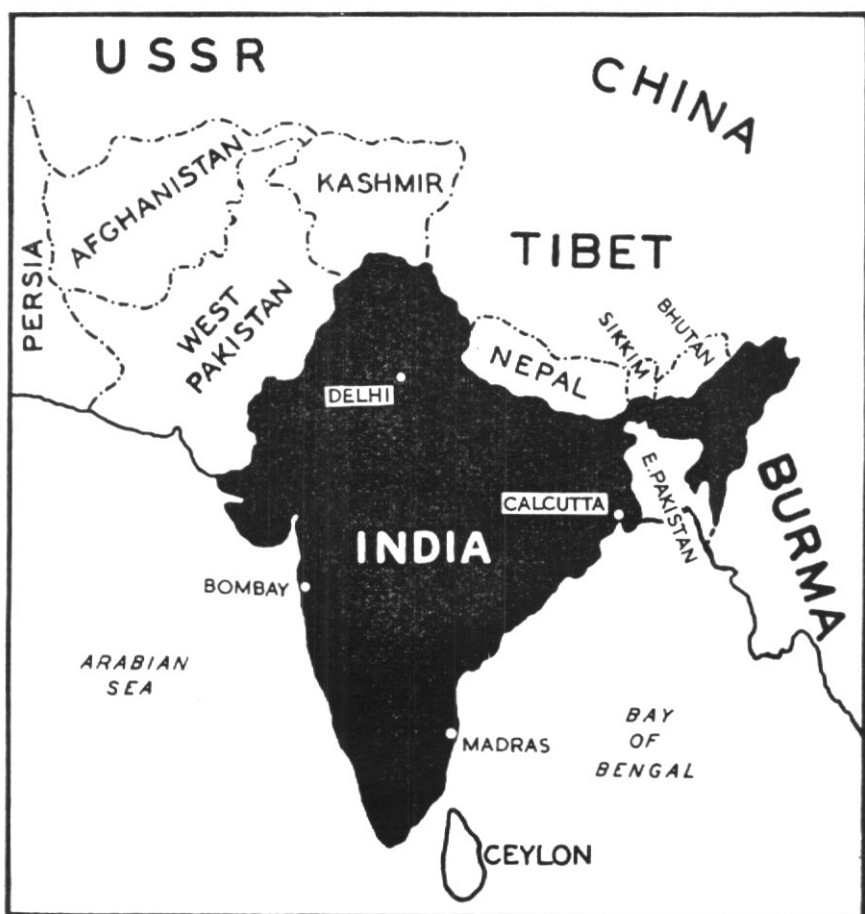 USSR
CHINA
AFGHANISTAN
KASHMIR
PERSIA
TIBET
WEST
PAKISTAN
NEPAL
SIKKIM
BHUTAN
DELHI
CALCUTTA
E. PAKISTAN
BURMA
INDIA
BOMBAY
ARABIAN
SEA
MADRAS
BAY
OF
BENGAL
CEYLON